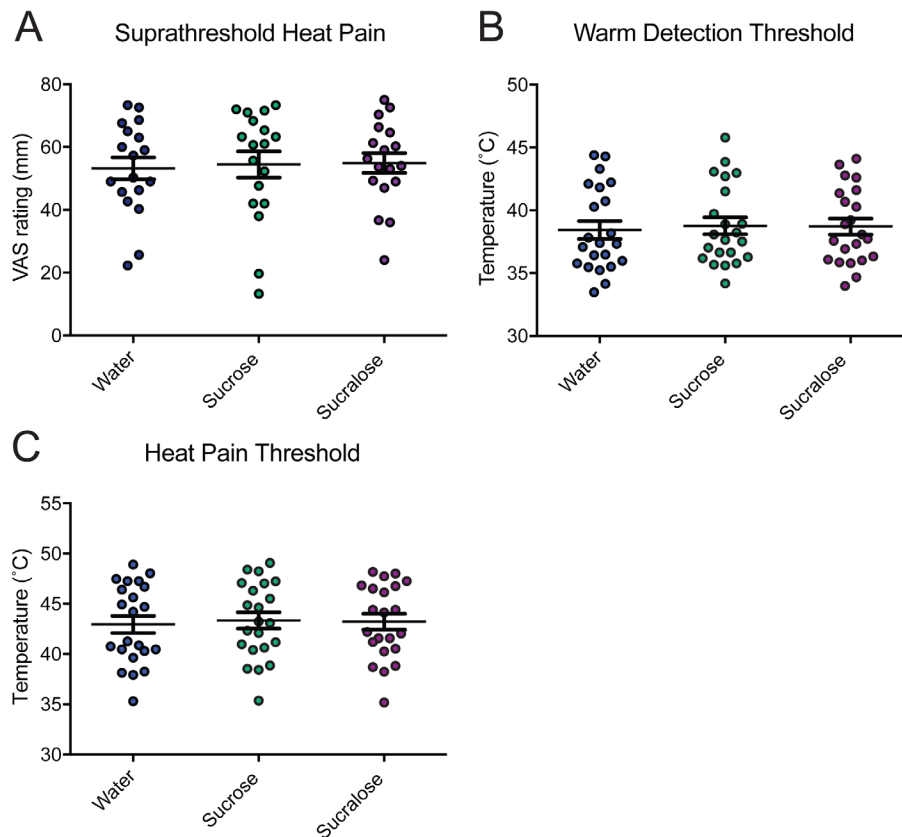 A
Suprathreshold Heat Pain
VAS rating (mm)
80
60
40
20
0
Water
Sucrose
Sucralose
B
Warm Detection Threshold
Temperature (˚C)
50
45
40
35
30
Water
Sucrose
Sucralose
C
Heat Pain Threshold
Temperature (˚C)
55
50
45
40
35
30
Water
Sucrose
Sucralose